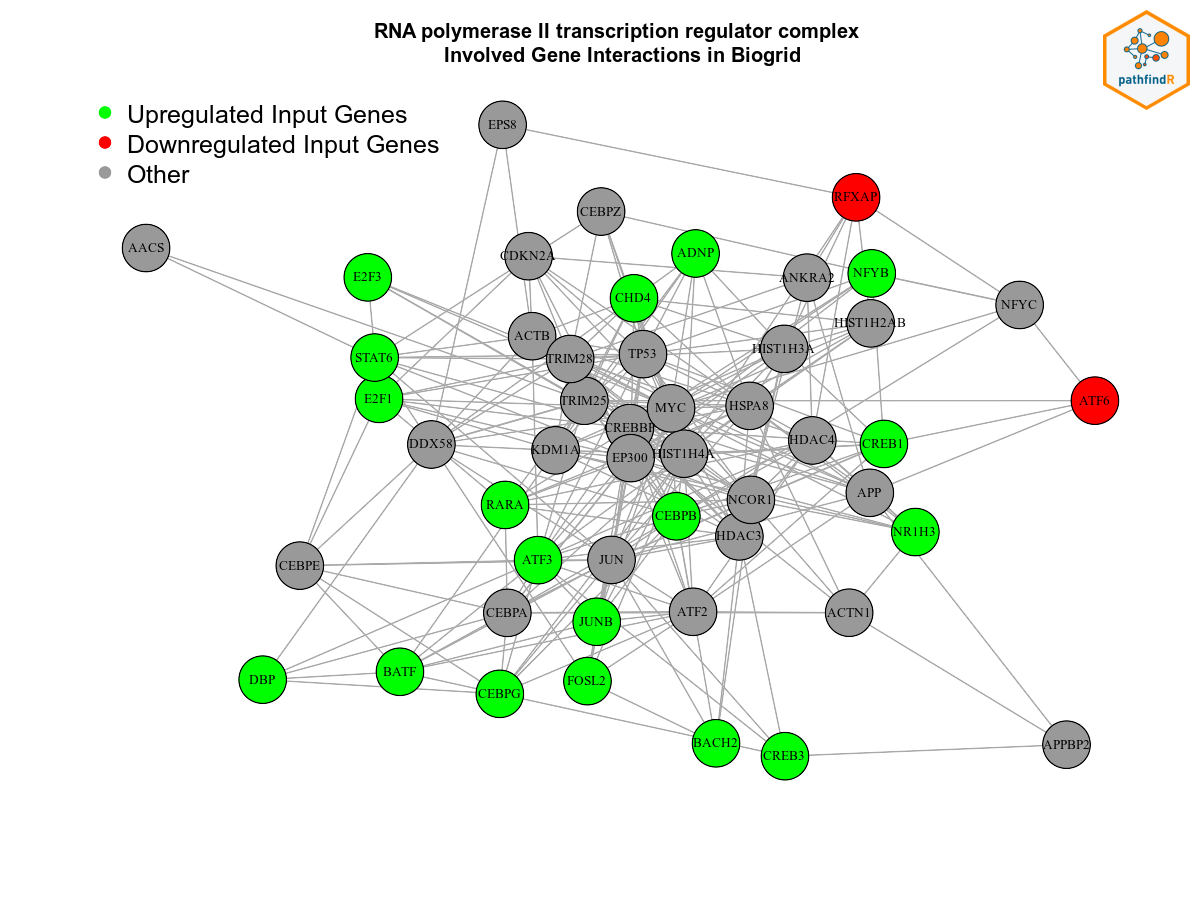 RNA polymerase II transcription regulator complex
Involved Gene Interactions in Biogrid
pathfindR
Upregulated Input Genes
Downregulated Input Genes
Other
EPS8
RFXAP
CEBPZ
AACS
CDKN2A
ADNP
E2F3
ANKRA2
NFYB
CHD4
NFYC
HIST1H2AB
ACTB
TRIM28
TP53
HIST1H3A
STAT6
E2F1
TRIM25
MYC
HSPA8
ATF6
CREBBP
DDX58
KDM1A
EP300
HIST1H4A
HDAC4
CREB1
RARA
NCOR1
APP
CEBPB
HDAC3
NR1H3
CEBPE
ATF3
JUN
CEBPA
JUNB
ATF2
ACTN1
DBP
BATF
CEBPG
FOSL2
BACH2
CREB3
APPBP2